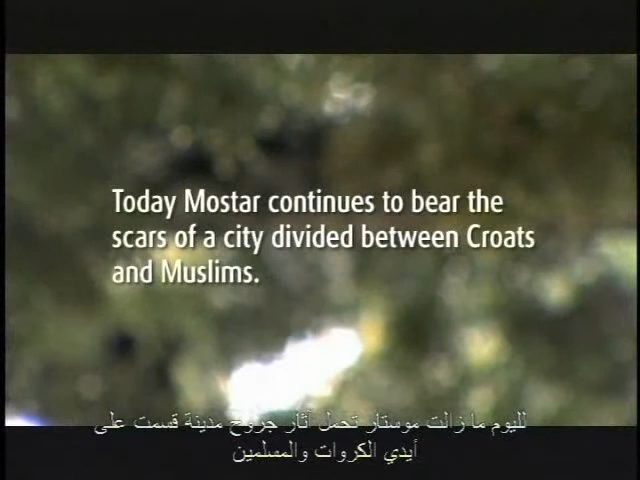 Today Mostar continues to bear the
scars of a city divided between Croats
and Muslims.
لليوم ما زالت موستار تحمل آثار جروح مدينة قسمت على
أيدي الكروات والمسلمين